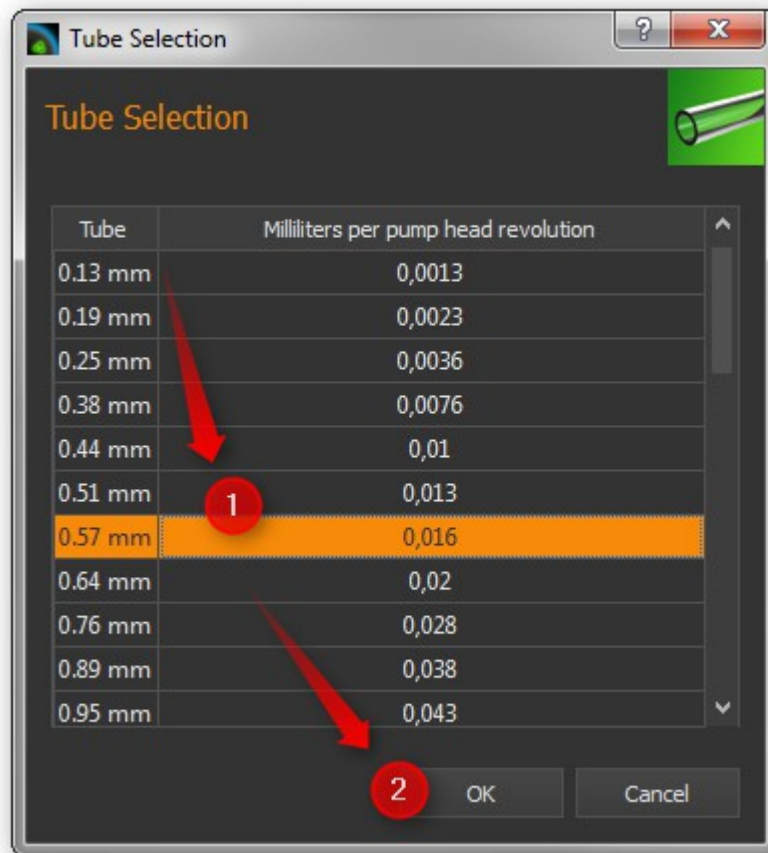 Tube Selection
Tube Selection
Tube Milliliters per pump head revolution
0.13 mm 0,0013
0.19 mm 0,0023
0.25 mm 0,0036
0.38 mm 0,0076
0.44 mm 0,01
0.51 mm 0,013
1
0.57 mm 0,016
0.64 mm 0,02
0.76 mm 0,028
0.89 mm 0,038
0.95 mm 0,043
2 OK Cancel